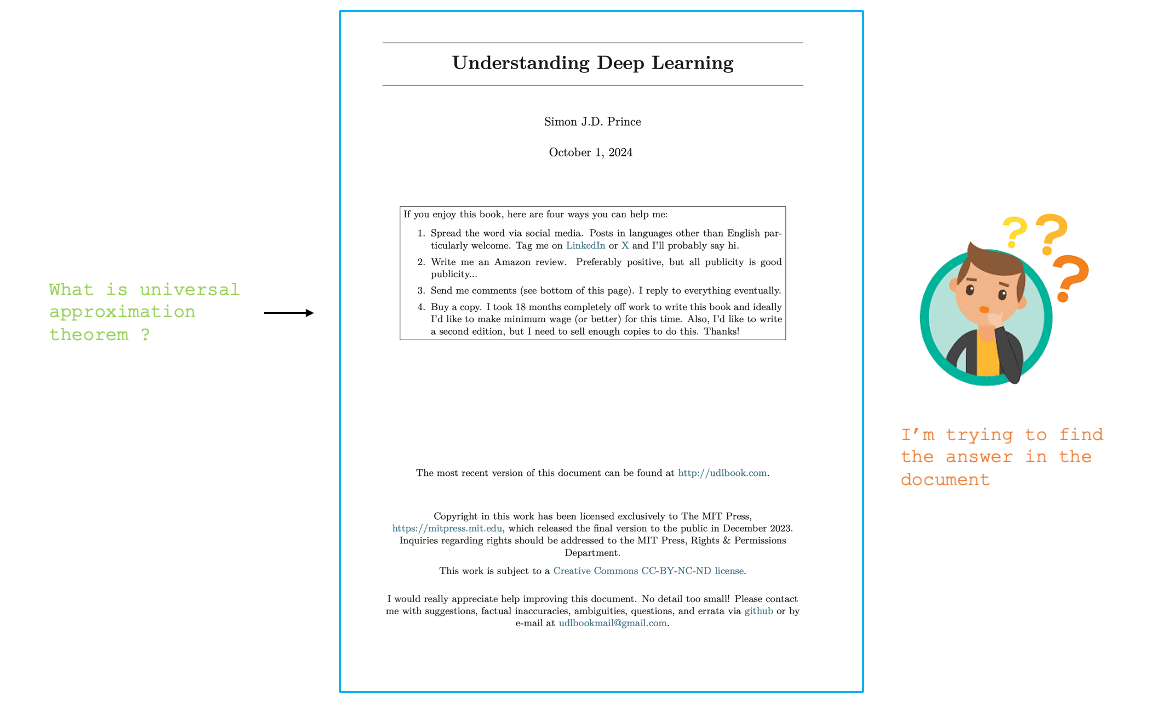 What is universal
approximation
theorem ?
Understanding Deep Learning
Simon J.D. Prince
October 1, 2024
If you enjoy this book, here are four ways you can help me:
1. Spread the word via social media. Posts in languages other than English par-
ticularly welcome. Tag me on LinkedIn or X and I'll probably say hi.
2. Write me an Amazon review. Preferably positive, but all publicity is good
publicity...
3. Send me comments (see bottom of this page). I reply to everything eventually.
4. Buy a copy. I took 18 months completely off work to write this book and ideally
I'd like to make minimum wage (or better) for this time. Also, I'd like to write
a second edition, but I need to sell enough copies to do this. Thanks!
The most recent version of this document can be found at http://udlbook.com.
Copyright in this work has been licensed exclusively to The MIT Press,
https://mitpress.mit.edu, which released the final version to the public in December 2023.
Inquiries regarding rights should be addressed to the MIT Press, Rights & Permissions
Department.
This work is subject to a Creative Commons CC-BY-NC-ND license.
I would really appreciate help improving this document. No detail too small! Please contact
me with suggestions, factual inaccuracies, ambiguities, questions, and errata via github or by
e-mail at udlbookmail@gmail.com.
? ? ?
I'm trying to find
the answer in the
document